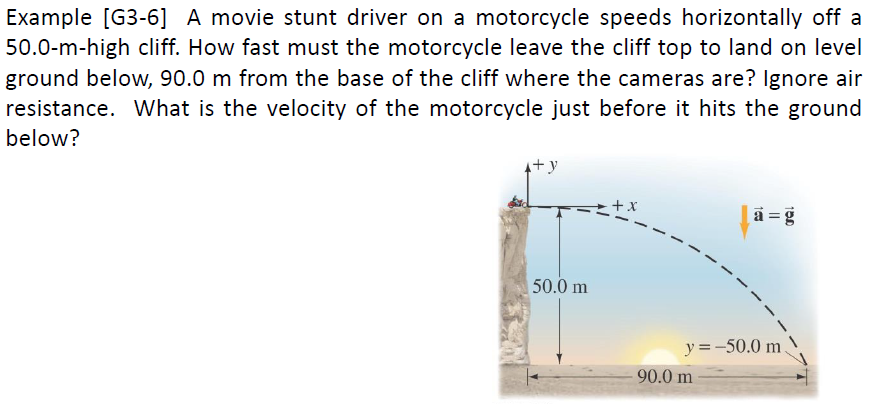 Example [G3-6] A movie stunt driver on a motorcycle speeds horizontally off a
50.0-m-high cliff. How fast must the motorcycle leave the cliff top to land on level
ground below, 90.0 m from the base of the cliff where the cameras are? Ignore air
resistance. What is the velocity of the motorcycle just before it hits the ground
below?
+y
+x
a⃗ = g⃗
50.0 m
y = −50.0 m
90.0 m